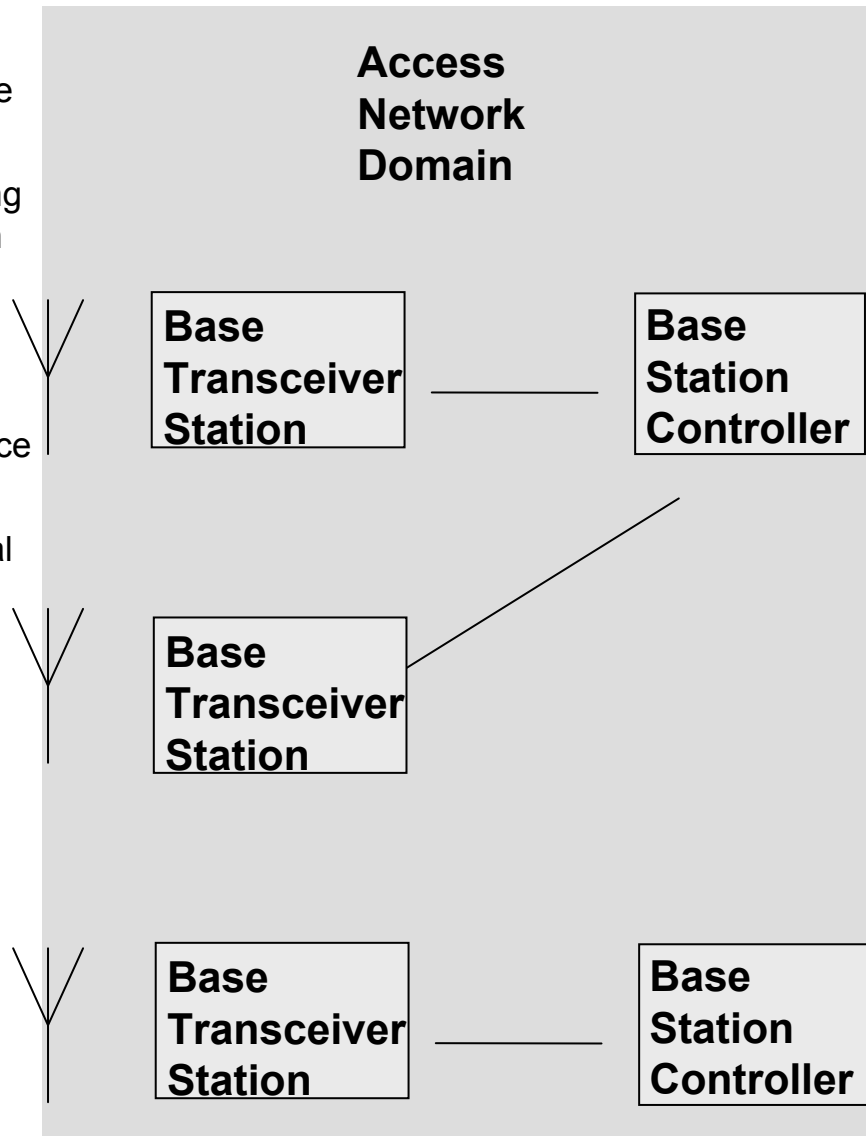 Access
Network
Domain
Base
Transceiver
Station
Base
Station
Controller
Base
Transceiver
Station
Base
Transceiver
Station
Base
Station
Controller